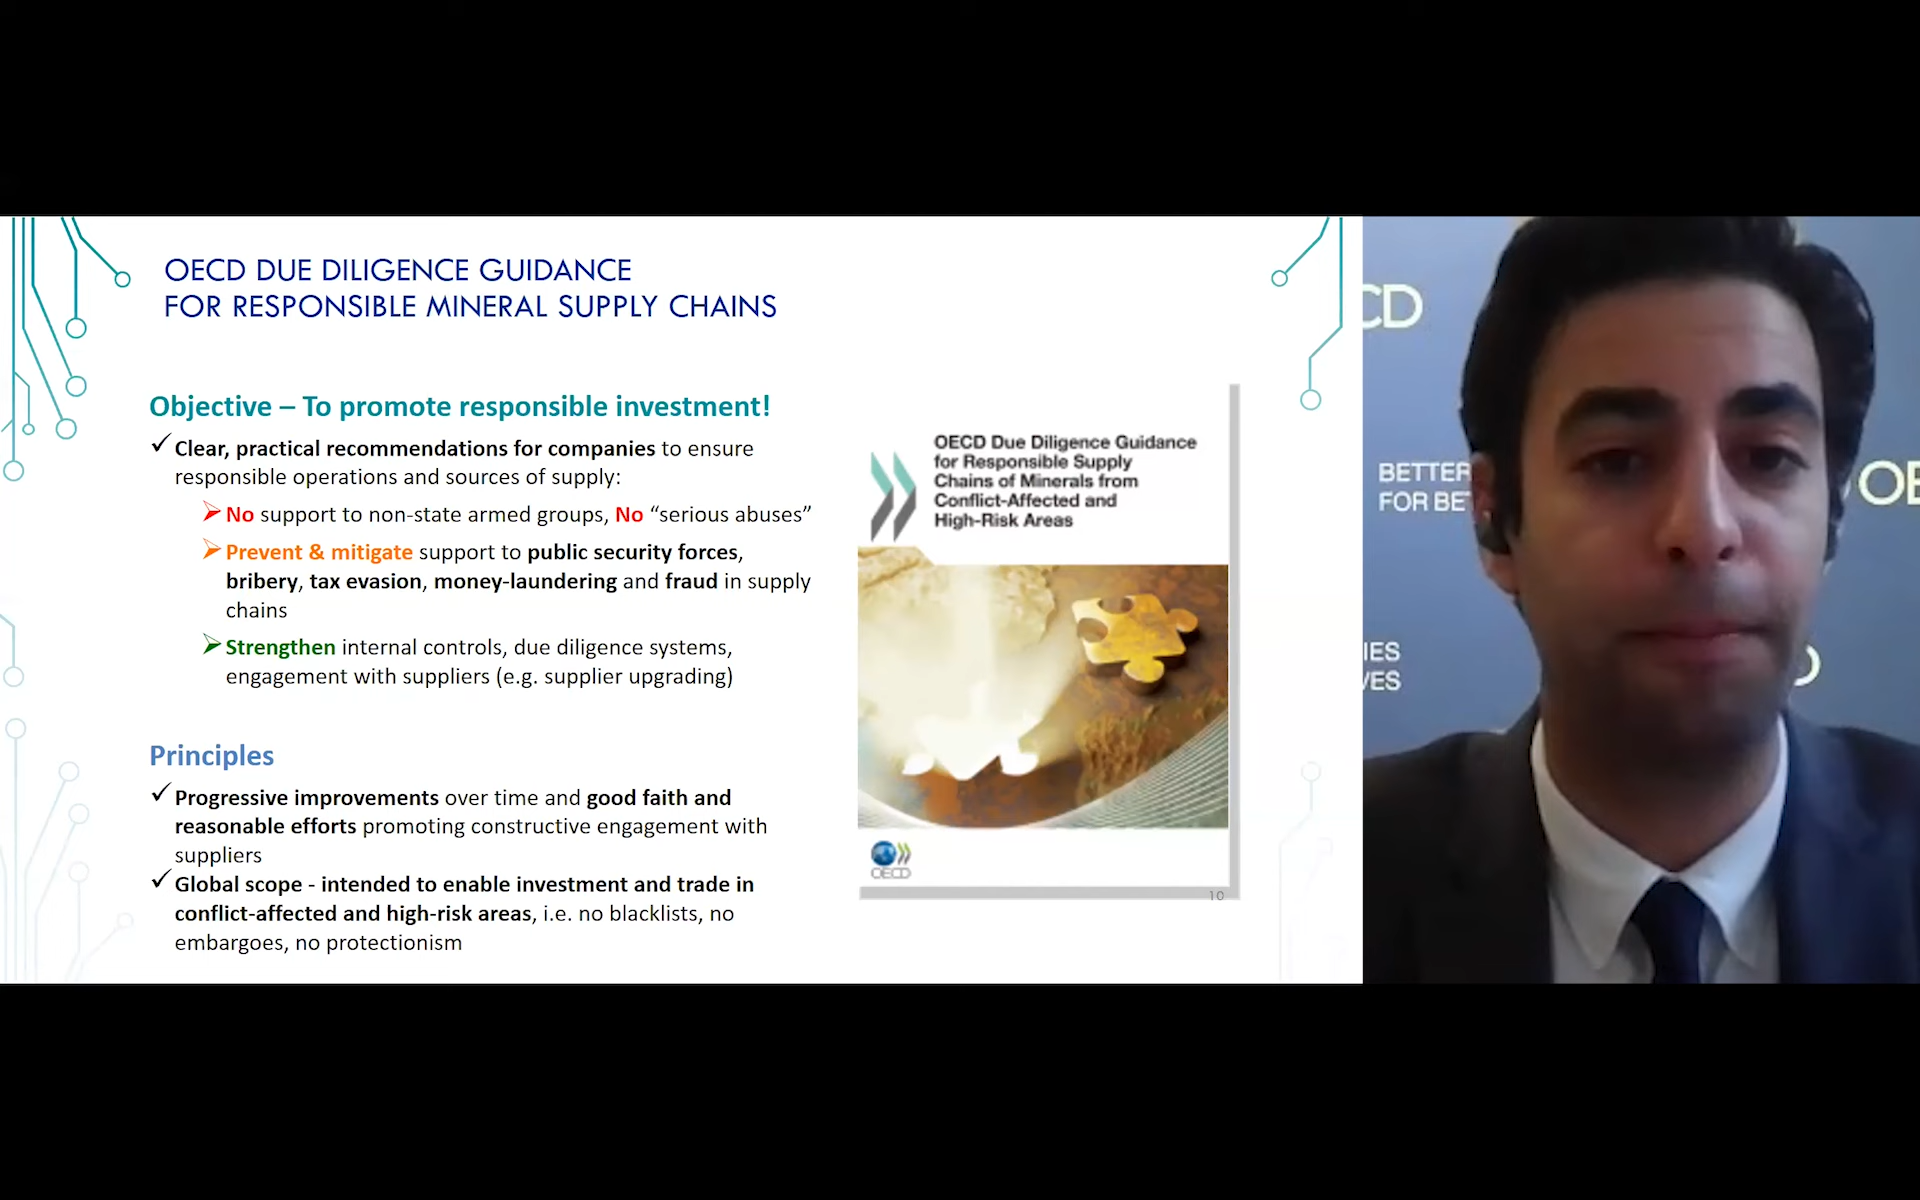 OECD DUE DILIGENCE GUIDANCE
FOR RESPONSIBLE MINERAL SUPPLY CHAINS
Objective – To promote responsible investment!
Clear, practical recommendations for companies to ensure
responsible operations and sources of supply:
No support to non-state armed groups, No “serious abuses”
Prevent & mitigate support to public security forces,
bribery, tax evasion, money-laundering and fraud in supply
chains
Strengthen internal controls, due diligence systems,
engagement with suppliers (e.g. supplier upgrading)
Principles
Progressive improvements over time and good faith and
reasonable efforts promoting constructive engagement with
suppliers
Global scope - intended to enable investment and trade in
conflict-affected and high-risk areas, i.e. no blacklists, no
embargoes, no protectionism
OECD Due Diligence Guidance
for Responsible Supply
Chains of Minerals from
Conflict-Affected and
High-Risk Areas
OECD
10
CD
BETTER
FOR BET
OE
IES
VES
D